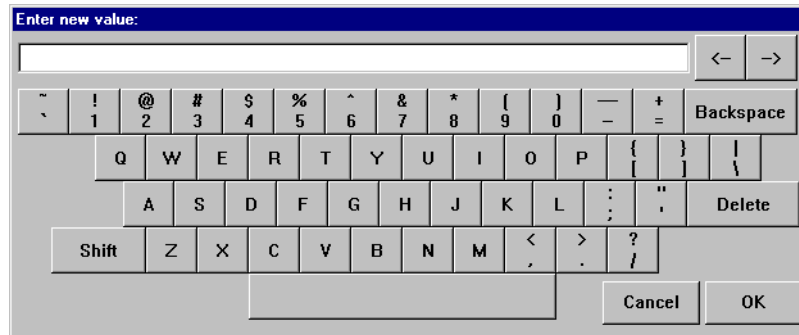 Enter new value:
<- ->
~ ! @ # $ % ^ & * ( ) — +
` 1 2 3 4 5 6 7 8 9 0 – = Backspace
Q W E R T Y U I O P { } |
[ ] \
A S D F G H J K L : "
; ' Delete
Shift Z X C V B N M < > ?
, . /
Cancel OK